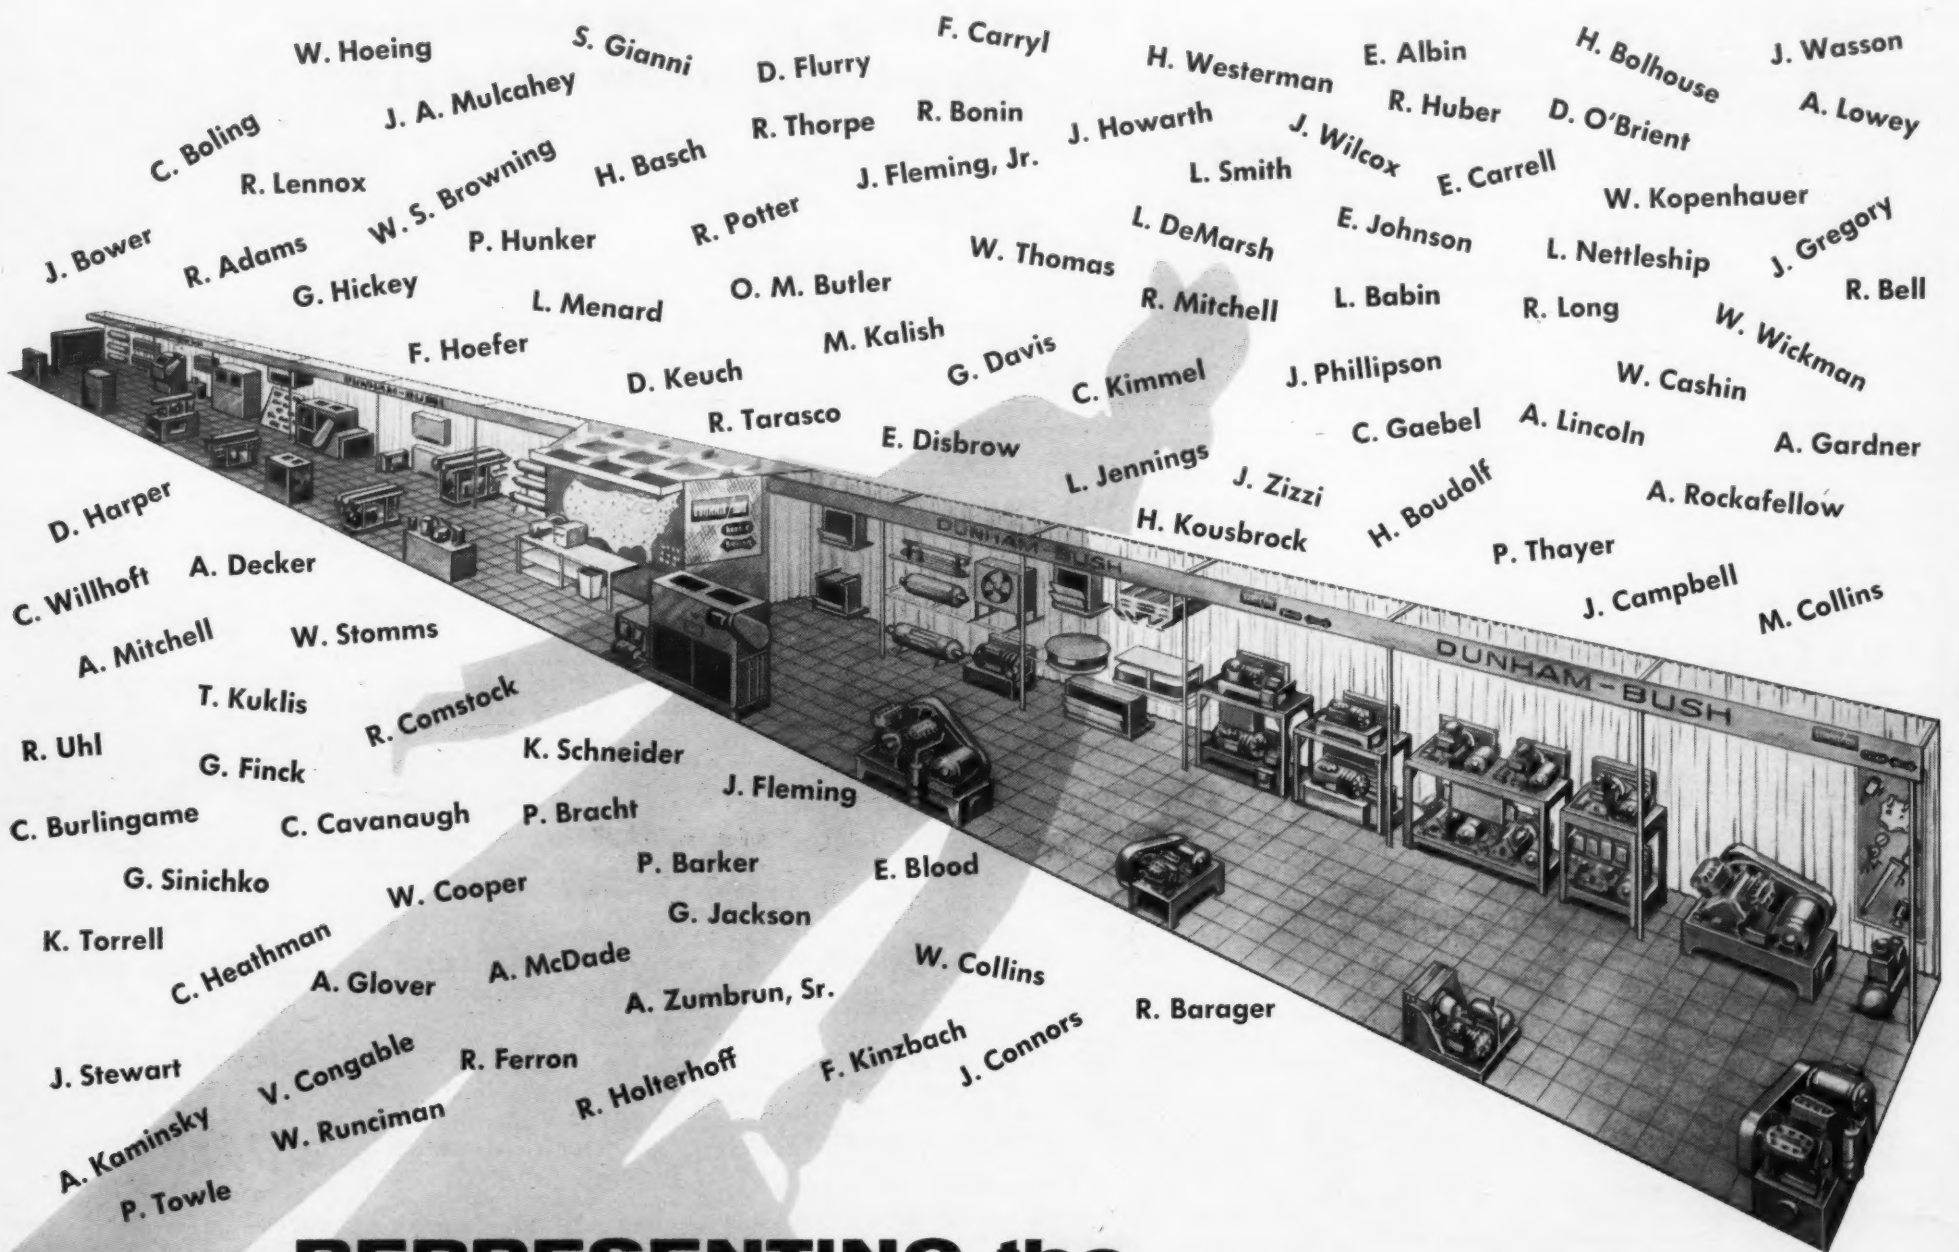 W. Hoeing
S. Gianni
D. Flurry
F. Carryl
H. Westerman
E. Albin
H. Bolhouse
J. Wasson
C. Boling
J. A. Mulcahey
R. Thorpe
R. Bonin
J. Howarth
J. Wilcox
R. Huber
D. O'Brient
A. Lowey
R. Lennox
W. S. Browning
H. Basch
J. Fleming, Jr.
L. Smith
E. Carrell
W. Kopenhauer
J. Bower
R. Adams
P. Hunker
R. Potter
W. Thomas
L. DeMarsh
E. Johnson
L. Nettleship
J. Gregory
G. Hickey
L. Menard
O. M. Butler
R. Mitchell
L. Babin
R. Long
R. Bell
F. Hoefer
M. Kalish
G. Davis
W. Wickman
D. Keuch
C. Kimmel
J. Phillipson
W. Cashin
R. Tarasco
E. Disbrow
C. Gaebel
A. Lincoln
A. Gardner
L. Jennings
J. Zizzi
H. Boudolf
A. Rockafellow
H. Kousbrock
P. Thayer
J. Campbell
M. Collins
DUNHAM-BUSH
DUNHAM-BUSH
DUNHAM-BUSH
D. Harper
C. Willhoft
A. Decker
A. Mitchell
W. Stomms
T. Kuklis
R. Comstock
R. Uhl
G. Finck
K. Schneider
J. Fleming
C. Burlingame
C. Cavanaugh
P. Bracht
G. Sinichko
W. Cooper
P. Barker
E. Blood
K. Torrell
G. Jackson
C. Heathman
A. Glover
A. McDade
W. Collins
A. Zumbrun, Sr.
R. Barager
J. Stewart
V. Congable
R. Ferron
R. Holterhoff
F. Kinzbach
J. Connors
A. Kaminsky
W. Runciman
P. Towle
REPRESENTING the